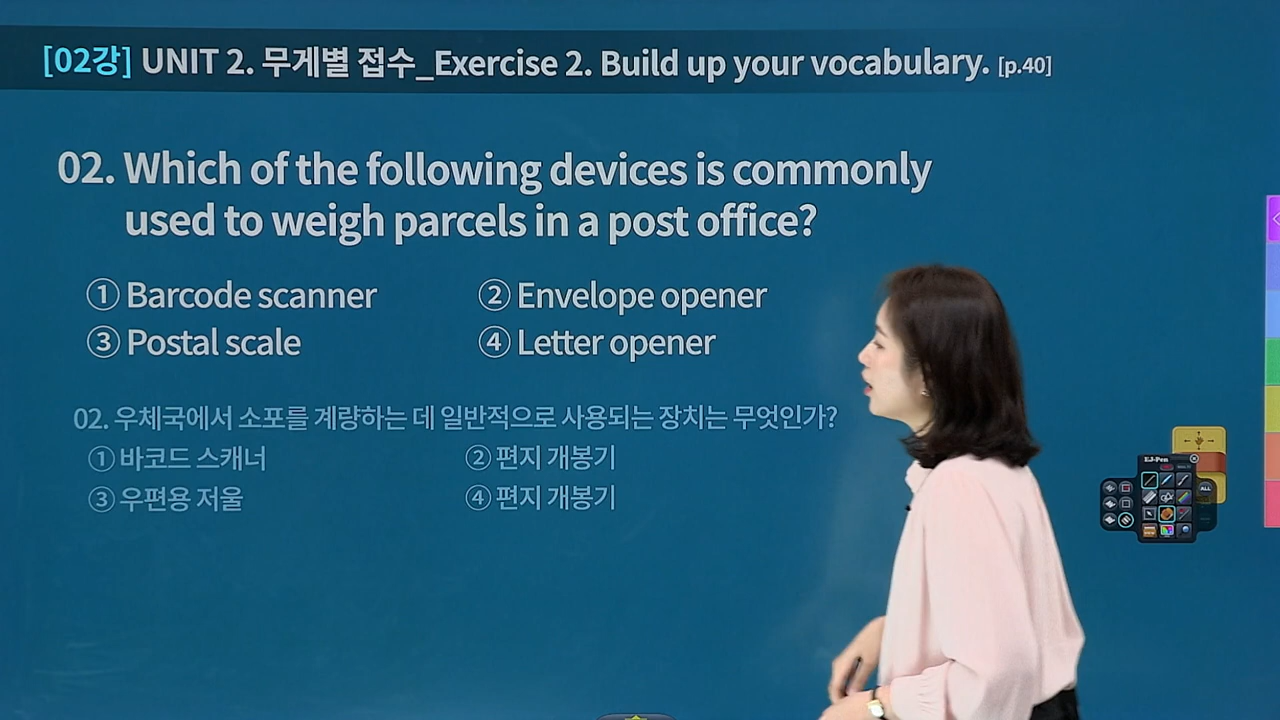 [02강] UNIT 2. 무게별 접수_Exercise 2. Build up your vocabulary. [p.40]
02. Which of the following devices is commonly
used to weigh parcels in a post office?
① Barcode scanner ② Envelope opener
③ Postal scale ④ Letter opener
02. 우체국에서 소포를 계량하는 데 일반적으로 사용되는 장치는 무엇인가?
① 바코드 스캐너 ② 편지 개봉기
③ 우편용 저울 ④ 편지 개봉기
EJ-Pen
ALL